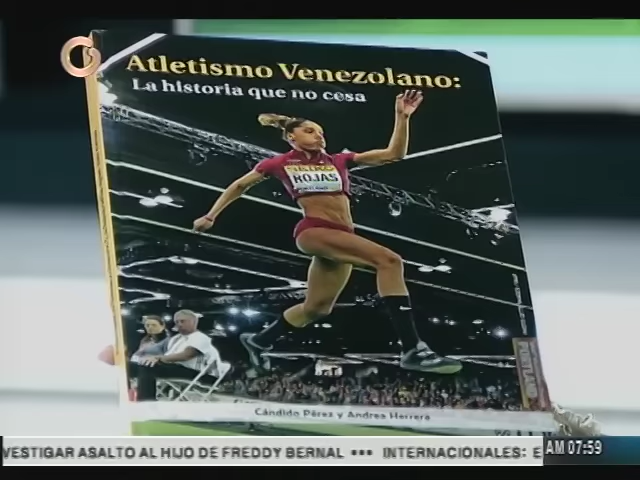 Atletismo Venezolano:
La historia que no cesa
SEIKO
ROJAS
Cándido Pérez y Andrea Herrera
VESTIGAR ASALTO AL HIJO DE FREDDY BERNAL ••• INTERNACIONALES: E
AM 07:59